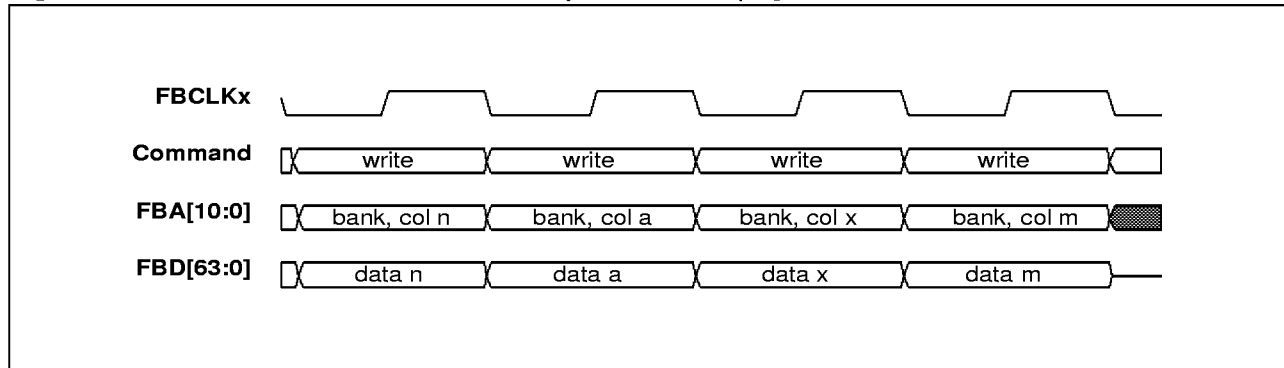 FBCLKx
Command write write write write
FBA[10:0] bank, col n bank, col a bank, col x bank, col m
FBD[63:0] data n data a data x data m